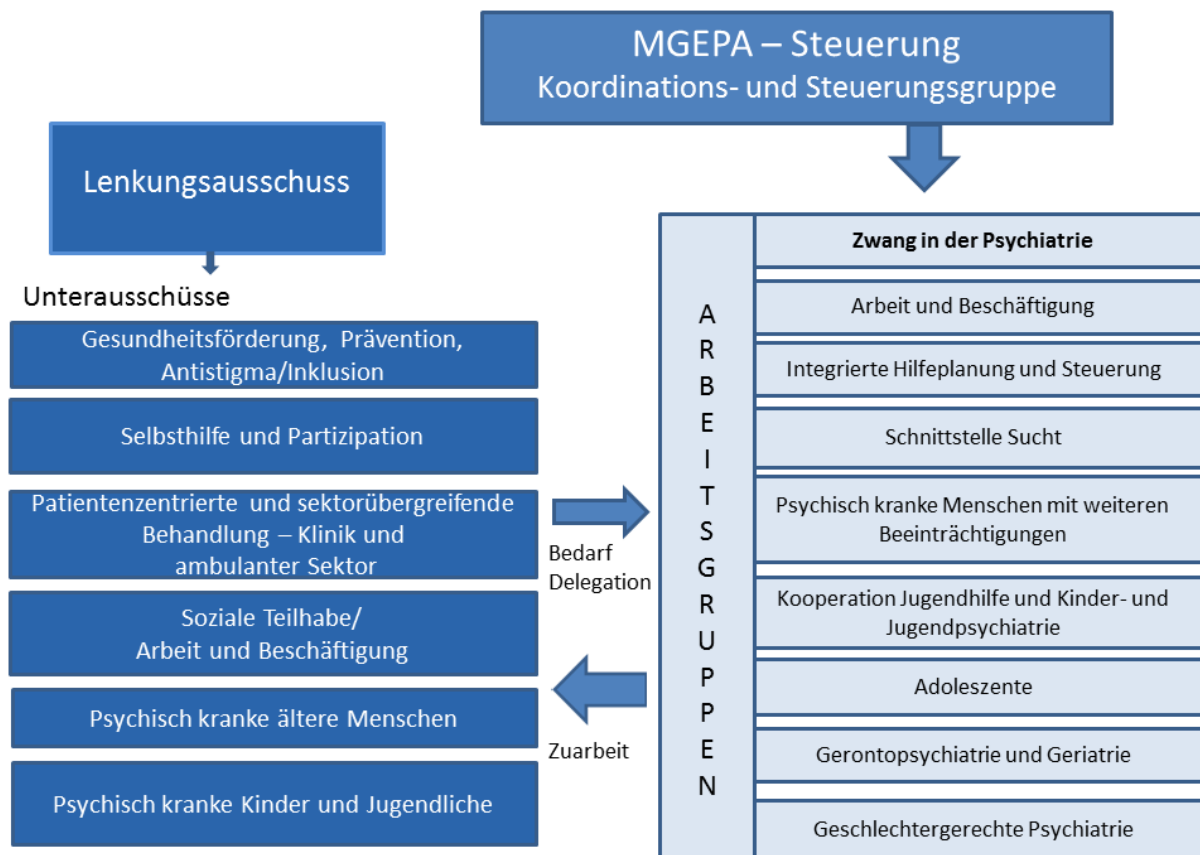 MGEPA – Steuerung
Koordinations- und Steuerungsgruppe
Lenkungsausschuss
Unterausschüsse
Gesundheitsförderung, Prävention,
Antistigma/Inklusion
Selbsthilfe und Partizipation
Patientenzentrierte und sektorübergreifende
Behandlung – Klinik und
ambulanter Sektor
Soziale Teilhabe/
Arbeit und Beschäftigung
Psychisch kranke ältere Menschen
Psychisch kranke Kinder und Jugendliche
Bedarf
Delegation
Zuarbeit
ARBEITSGRUPPEN
Zwang in der Psychiatrie
Arbeit und Beschäftigung
Integrierte Hilfeplanung und Steuerung
Schnittstelle Sucht
Psychisch kranke Menschen mit weiteren
Beeinträchtigungen
Kooperation Jugendhilfe und Kinder- und
Jugendpsychiatrie
Adoleszente
Gerontopsychiatrie und Geriatrie
Geschlechtergerechte Psychiatrie